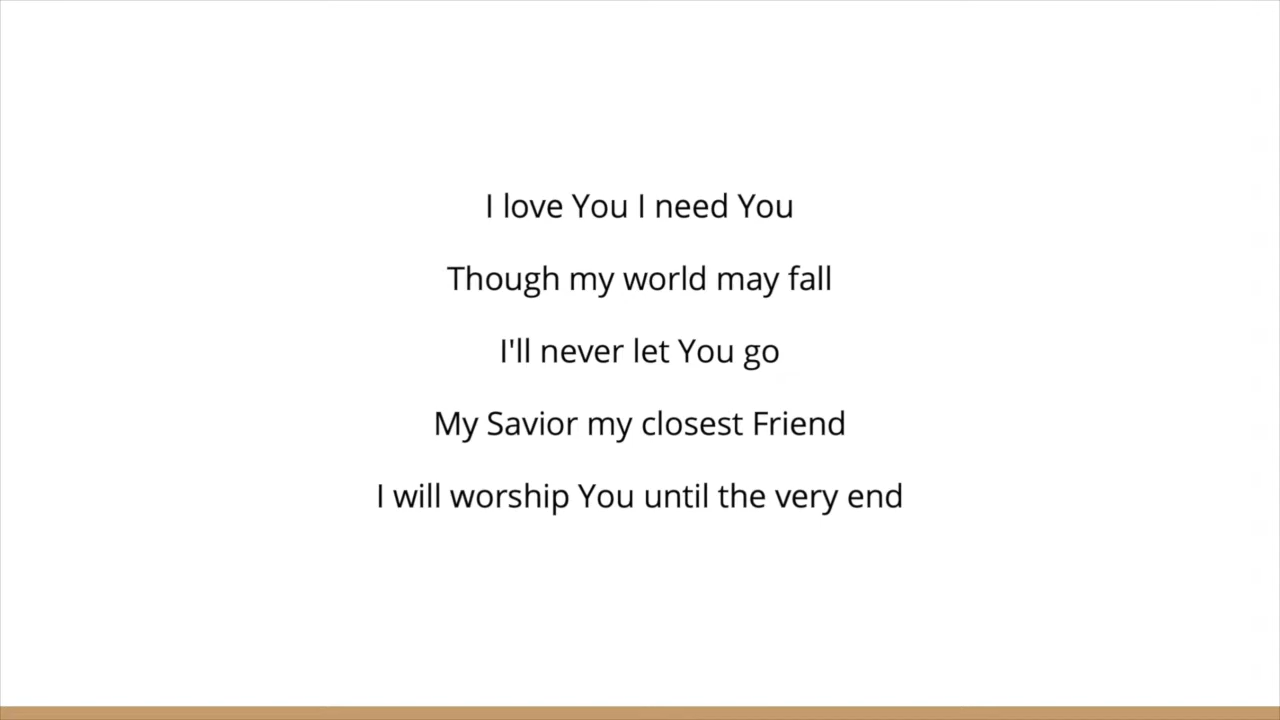 I love You I need You
Though my world may fall
I'll never let You go
My Savior my closest Friend
I will worship You until the very end